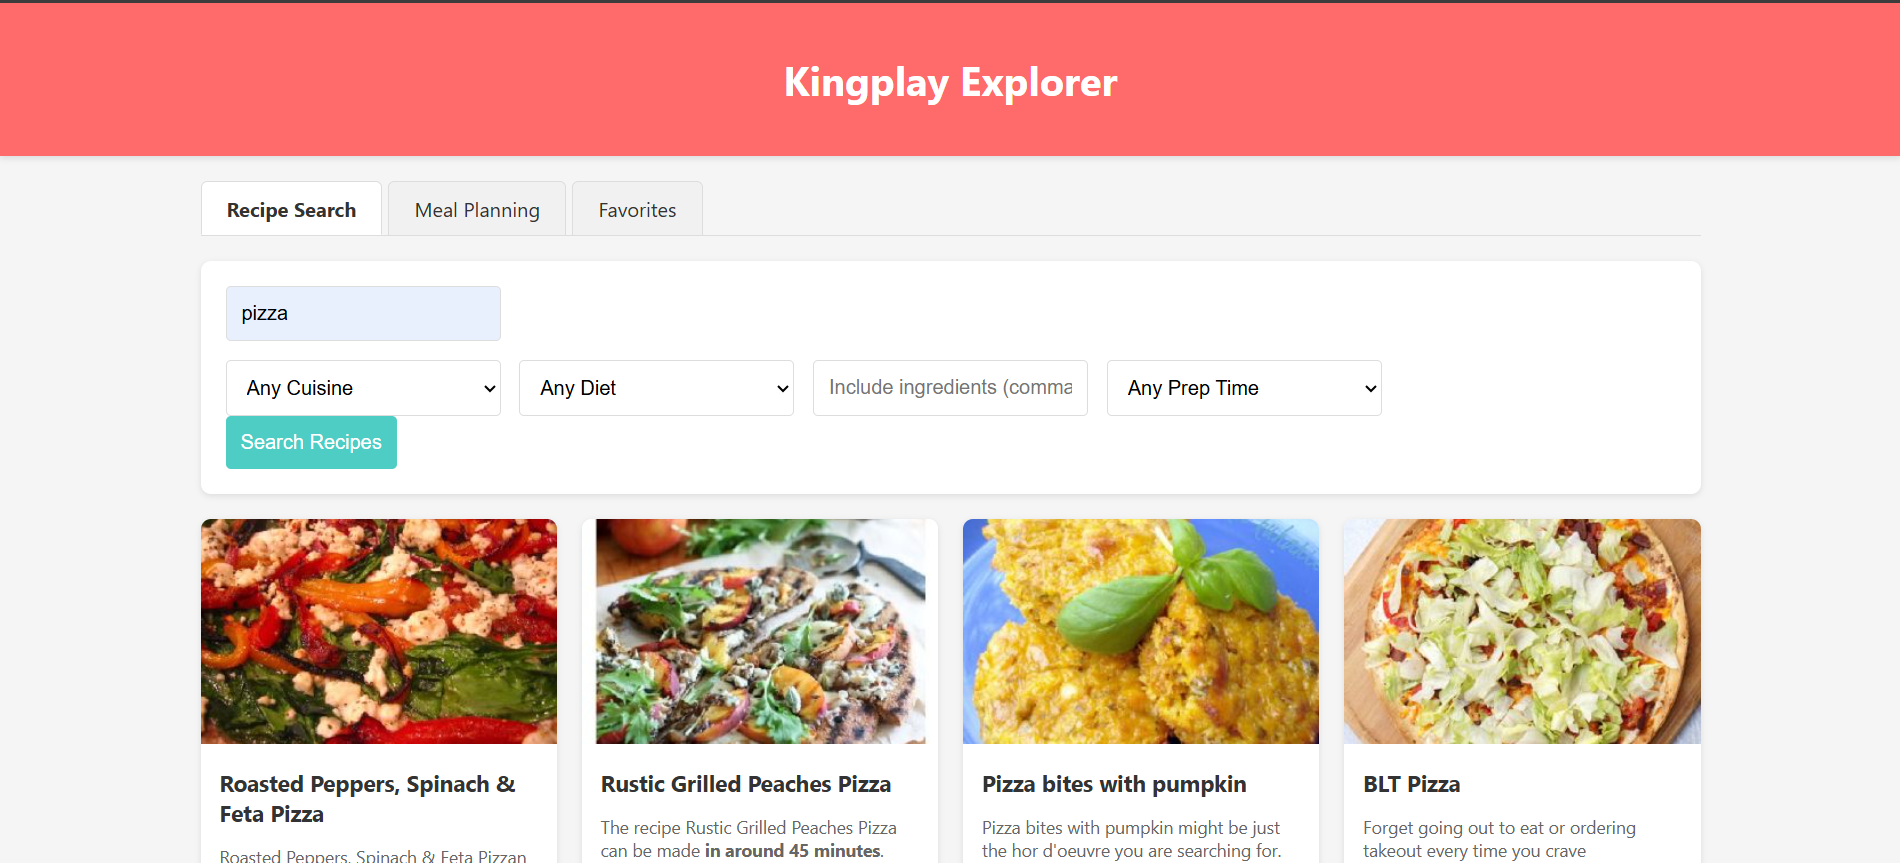 Kingplay Explorer
Recipe Search
Meal Planning
Favorites
pizza
Any Cuisine
Any Diet
Include ingredients (comma
Any Prep Time
Search Recipes
Roasted Peppers, Spinach &
Feta Pizza
Roasted Peppers, Spinach & Feta Pizzan
Rustic Grilled Peaches Pizza
The recipe Rustic Grilled Peaches Pizza
can be made in around 45 minutes.
Pizza bites with pumpkin
Pizza bites with pumpkin might be just
the hor d'oeuvre you are searching for.
BLT Pizza
Forget going out to eat or ordering
takeout every time you crave